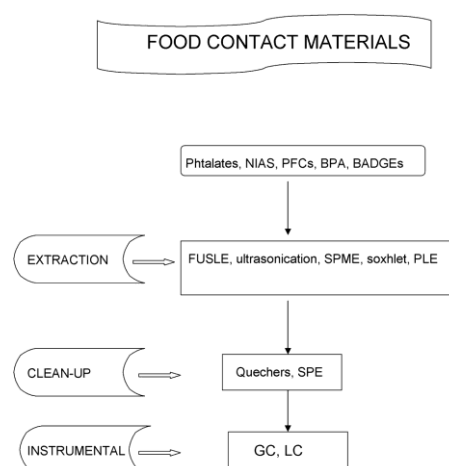 FOOD CONTACT MATERIALS
Phtalates, NIAS, PFCs, BPA, BADGEs
EXTRACTION
FUSLE, ultrasonication, SPME, soxhlet, PLE
CLEAN-UP
Quechers, SPE
INSTRUMENTAL
GC, LC